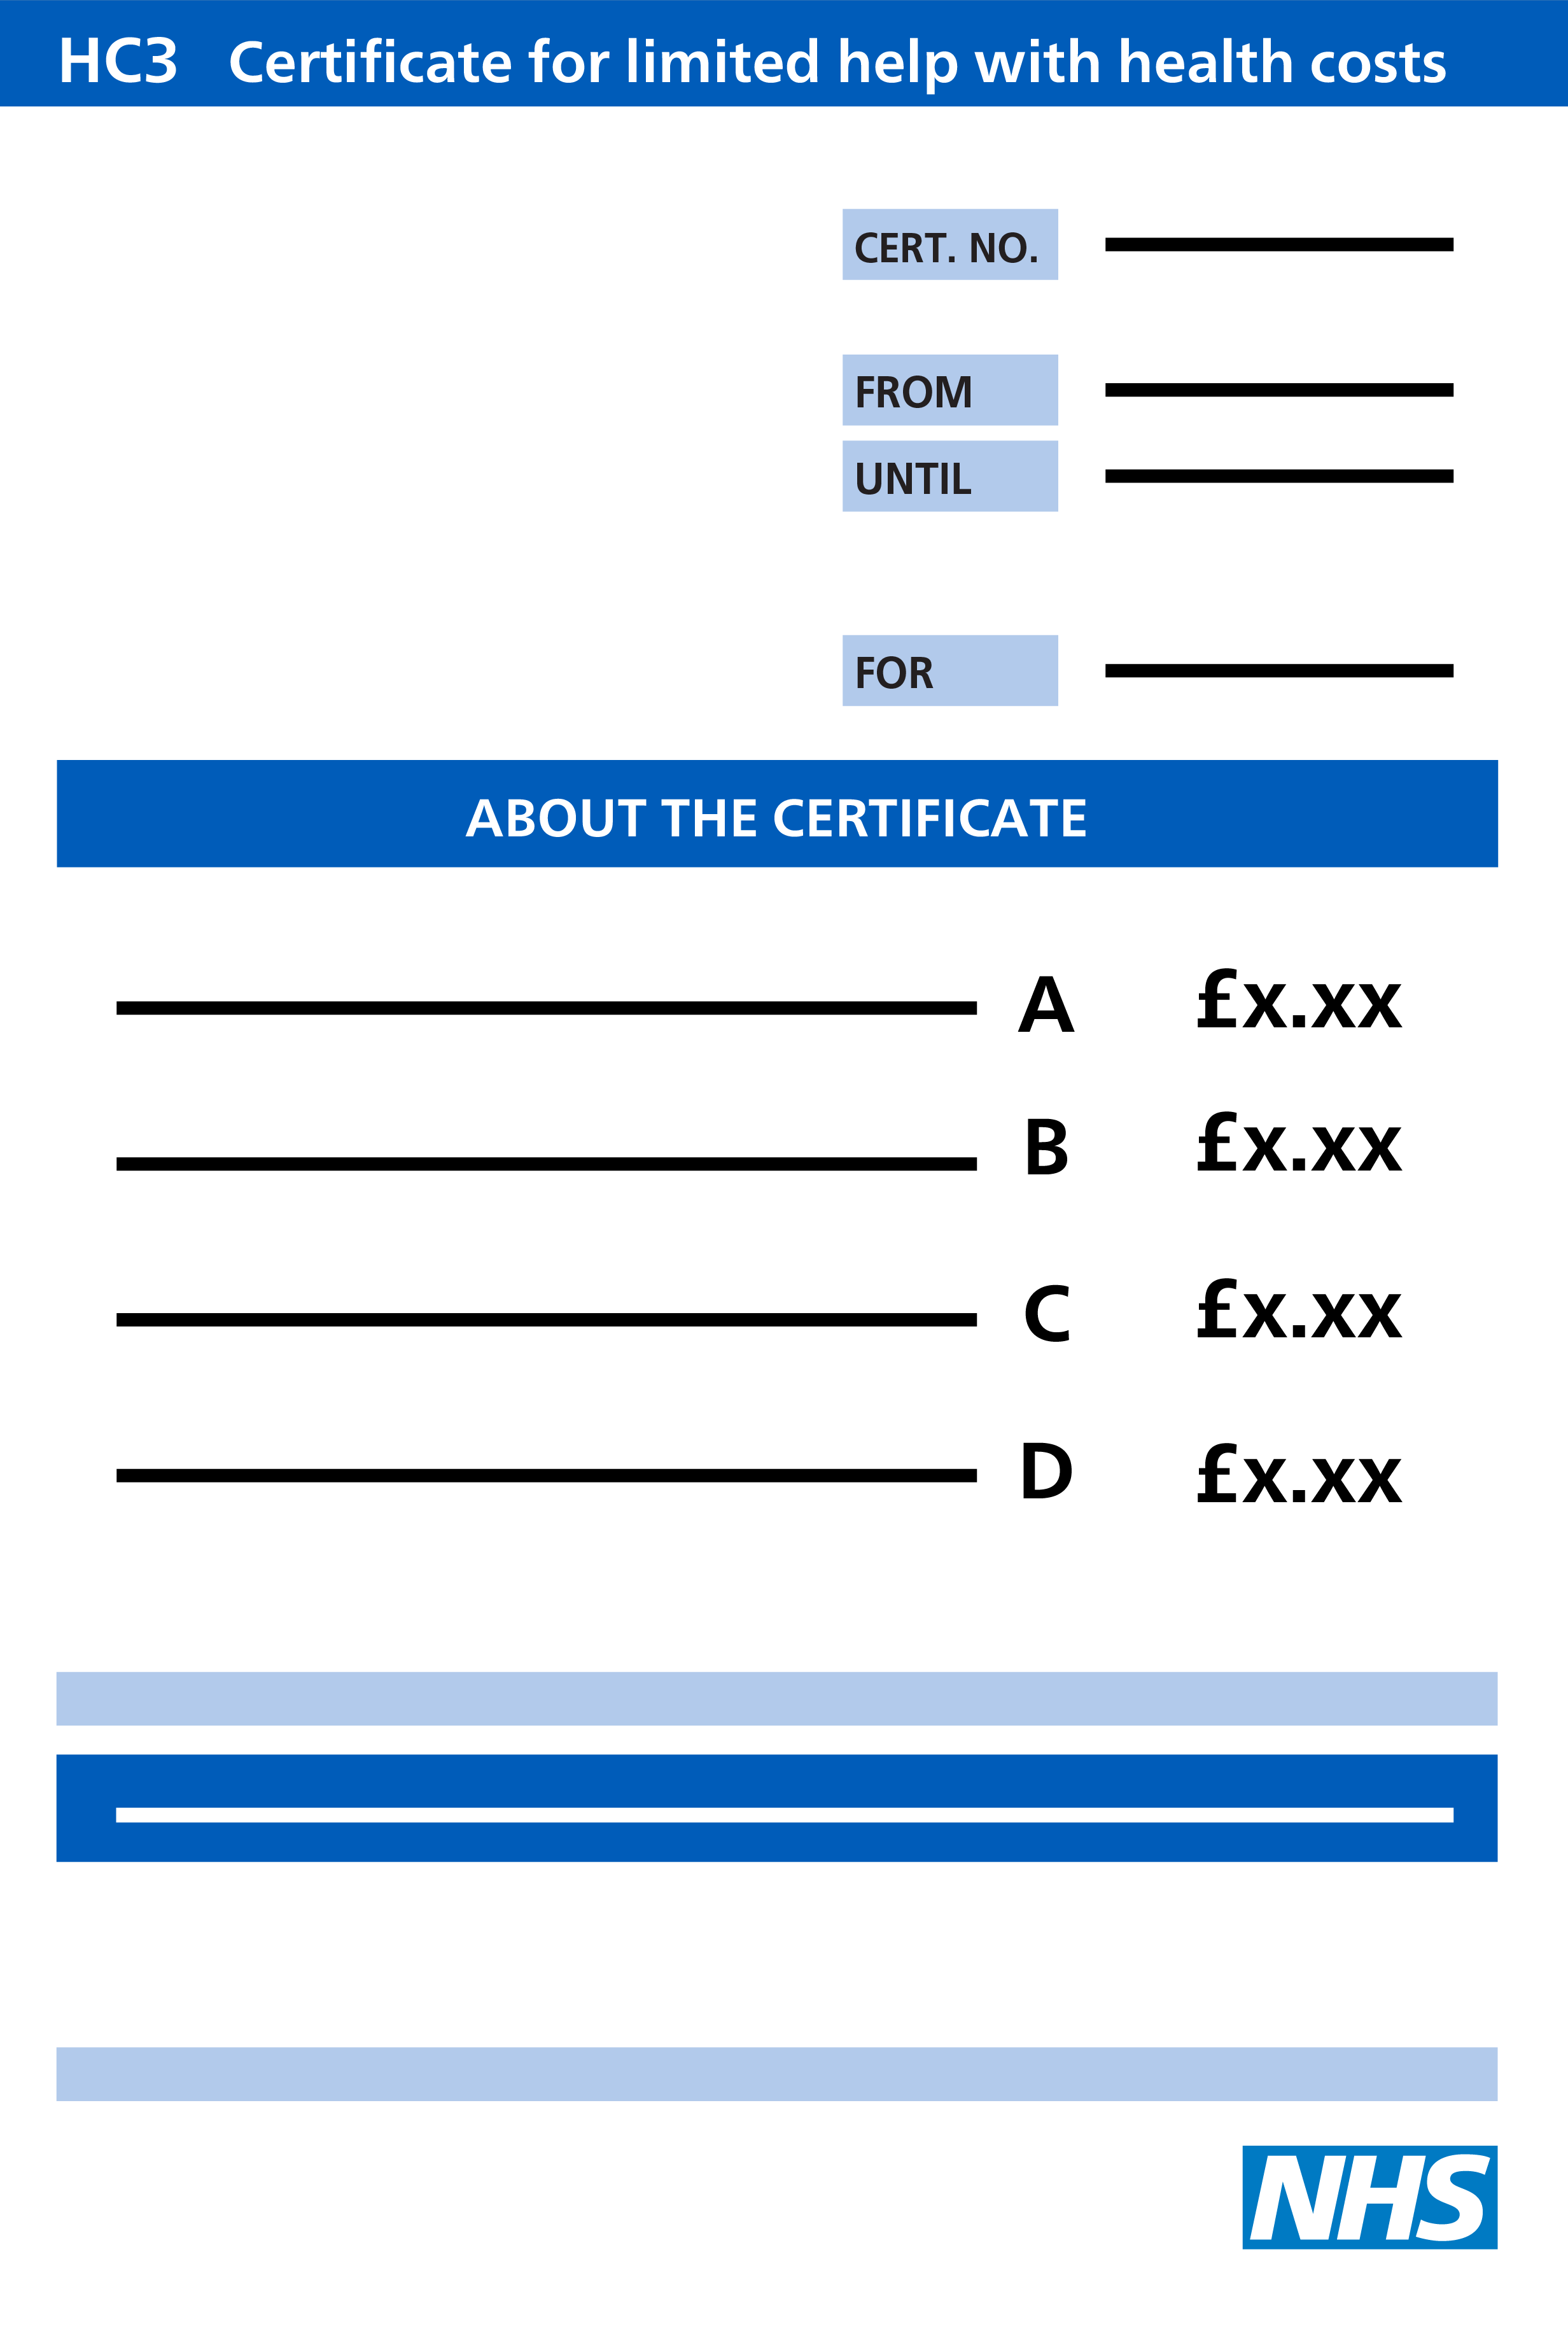 HC3 Certificate for limited help with health costs
CERT. NO.
FROM
UNTIL
FOR
ABOUT THE CERTIFICATE
A £x.xx
B £x.xx
C £x.xx
D £x.xx
NHS